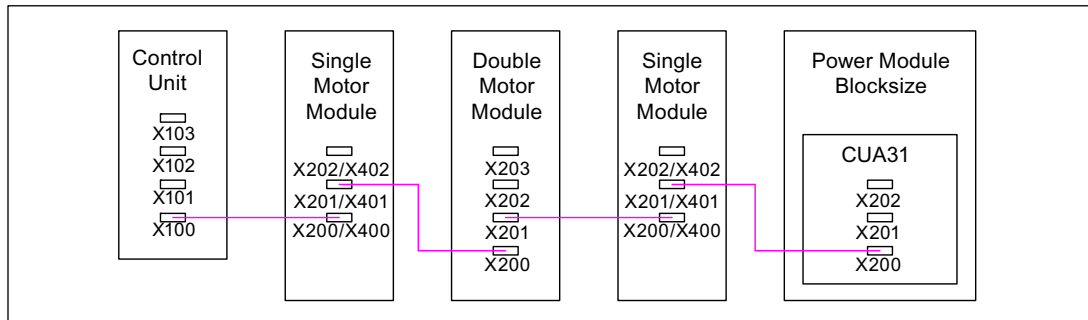 Control
Unit
X103
X102
X101
X100
Single
Motor
Module
X202/X402
X201/X401
X200/X400
Double
Motor
Module
X203
X202
X201
X200
Single
Motor
Module
X202/X402
X201/X401
X200/X400
Power Module
Blocksize
CUA31
X202
X201
X200